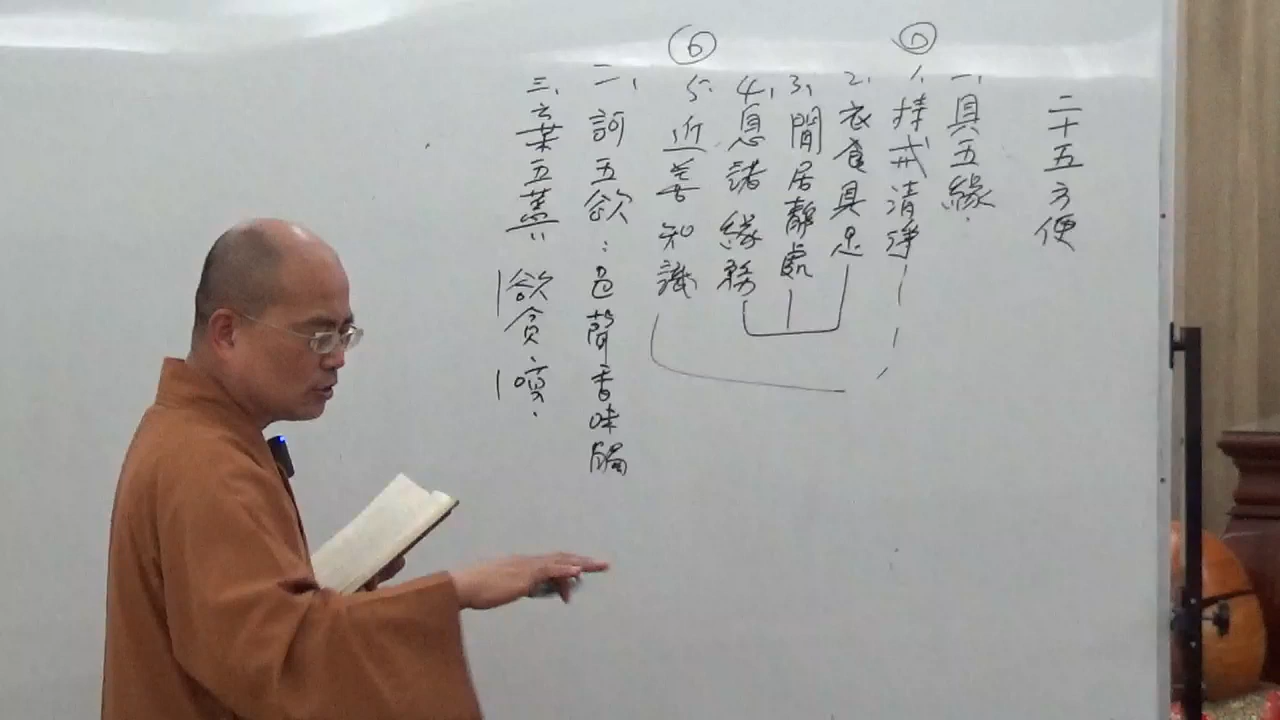 二十五方便
一、具五緣.
1、持戒清淨
2、衣食具足
3、閒居靜處
4、息諸緣務
5、近善知識
二、訶五欲:色聲香味觸
三、棄五蓋:欲貪、瞋.